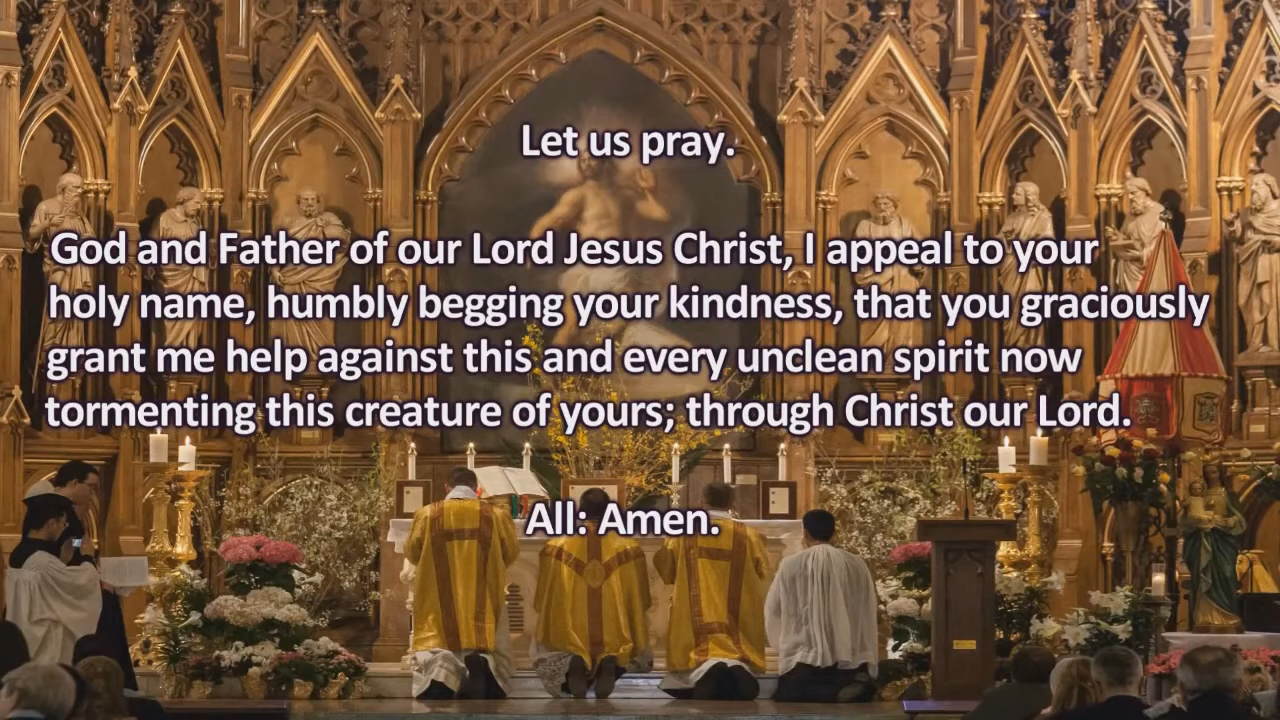 Let us pray.
God and Father of our Lord Jesus Christ, I appeal to your
holy name, humbly begging your kindness, that you graciously
grant me help against this and every unclean spirit now
tormenting this creature of yours; through Christ our Lord.
All: Amen.